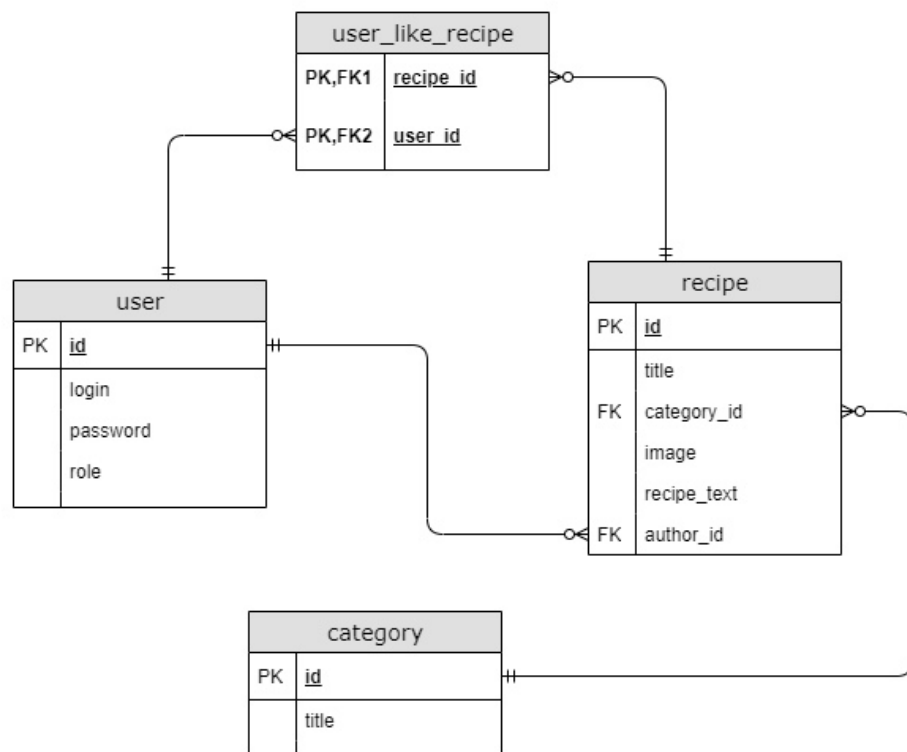 user_like_recipe
PK,FK1 recipe_id
PK,FK2 user_id
user
PK id
login
password
role
recipe
PK id
title
FK category_id
image
recipe_text
FK author_id
category
PK id
title